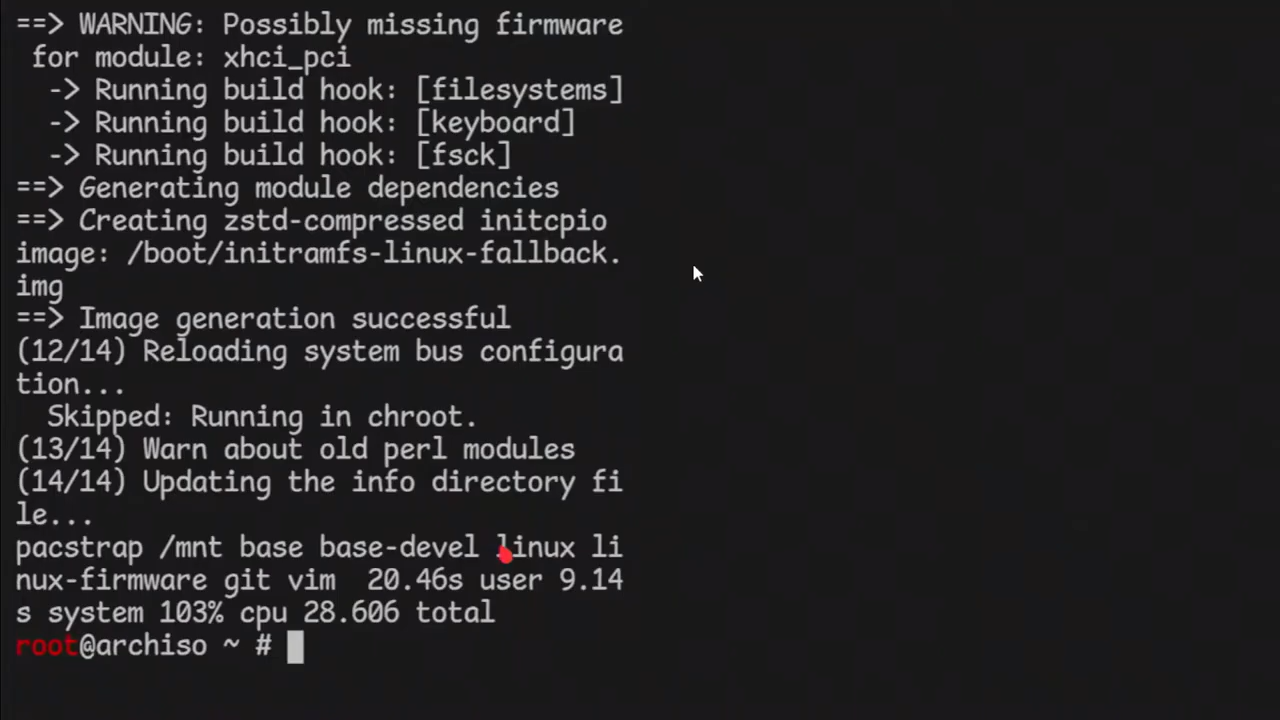 ==> WARNING: Possibly missing firmware
 for module: xhci_pci
  -> Running build hook: [filesystems]
  -> Running build hook: [keyboard]
  -> Running build hook: [fsck]
==> Generating module dependencies
==> Creating zstd-compressed initcpio
image: /boot/initramfs-linux-fallback.
img
==> Image generation successful
(12/14) Reloading system bus configura
tion...
  Skipped: Running in chroot.
(13/14) Warn about old perl modules
(14/14) Updating the info directory fi
le...
pacstrap /mnt base base-devel linux li
nux-firmware git vim  20.46s user 9.14
s system 103% cpu 28.606 total
root@archiso ~ #